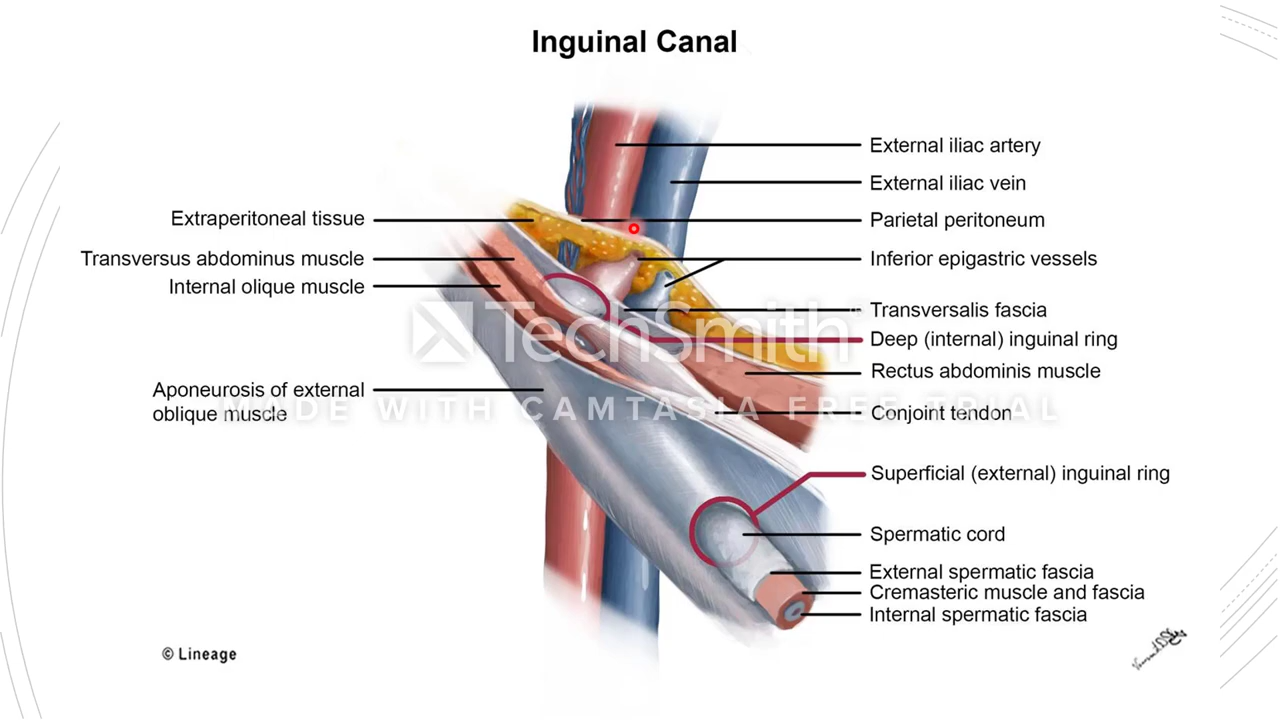 Inguinal Canal
External iliac artery
External iliac vein
Extraperitoneal tissue
Parietal peritoneum
Transversus abdominus muscle
Inferior epigastric vessels
Internal olique muscle
Transversalis fascia
TechSmith
Deep (internal) inguinal ring
Rectus abdominis muscle
Aponeurosis of external
oblique muscle
MADE WITH CAMTASIA FREE TRIAL
Conjoint tendon
Superficial (external) inguinal ring
Spermatic cord
External spermatic fascia
Cremasteric muscle and fascia
Internal spermatic fascia
© Lineage